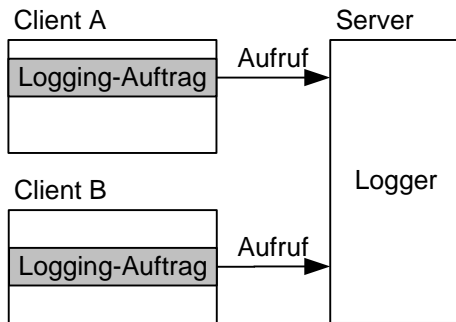 Client A
Server
Logging-Auftrag
Aufruf
Logger
Client B
Logging-Auftrag
Aufruf